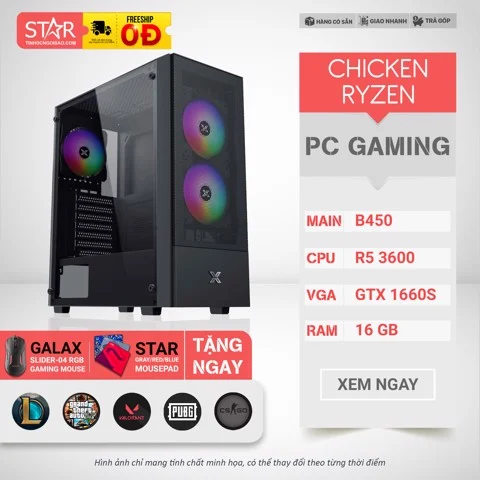 STAR
TINHOCNGOISAO.COM
FREESHIP
0Đ
HÀNG CÓ SẴN
GIAO NHANH
TRẢ GÓP
CHICKEN
RYZEN
PC GAMING
MAIN B450
CPU R5 3600
VGA GTX 1660S
RAM 16 GB
XEM NGAY
GALAX
SLIDER-04 RGB
GAMING MOUSE
STAR
GRAY/RED/BLUE
MOUSEPAD
TẶNG
NGAY
grand
theft
auto
VALORANT
PUBG
CS GO
Hình ảnh chỉ mang tính chất minh họa, có thể thay đổi theo từng thời điểm